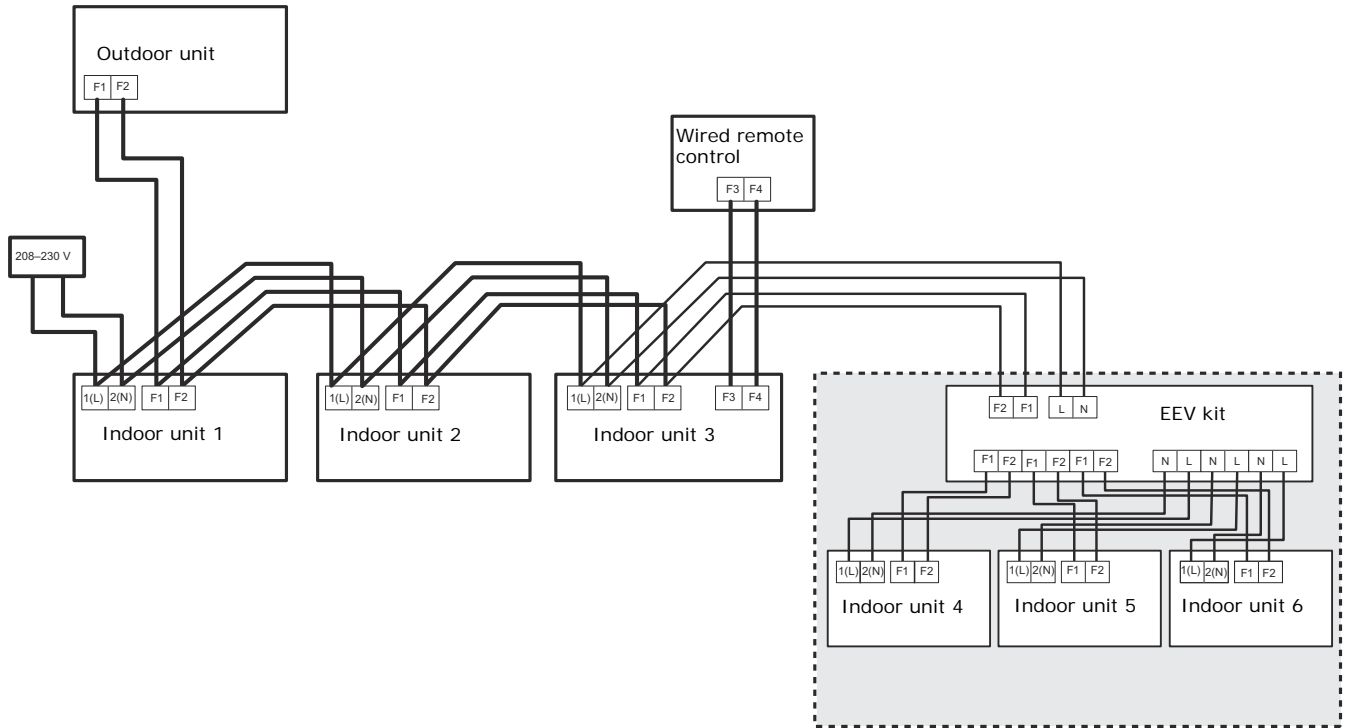 Outdoor unit
F1 F2
Wired remote
control
F3 F4
208–230 V
1(L) 2(N) F1 F2
Indoor unit 1
1(L) 2(N) F1 F2
Indoor unit 2
1(L) 2(N) F1 F2 F3 F4
Indoor unit 3
F2 F1 L N
EEV kit
F1 F2 F1 F2 F1 F2 N L N L N L
1(L) 2(N) F1 F2
Indoor unit 4
1(L) 2(N) F1 F2
Indoor unit 5
1(L) 2(N) F1 F2
Indoor unit 6